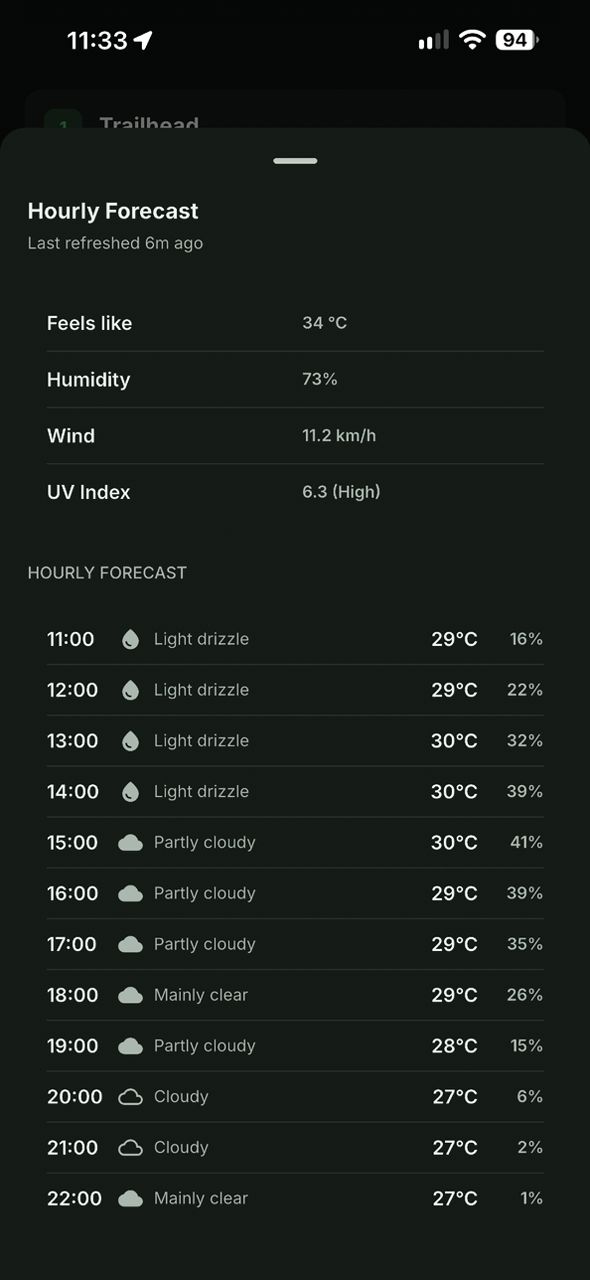 11:33 94
1 Trailhead
Hourly Forecast
Last refreshed 6m ago
Feels like 34 °C
Humidity 73%
Wind 11.2 km/h
UV Index 6.3 (High)
HOURLY FORECAST
11:00 Light drizzle 29°C 16%
12:00 Light drizzle 29°C 22%
13:00 Light drizzle 30°C 32%
14:00 Light drizzle 30°C 39%
15:00 Partly cloudy 30°C 41%
16:00 Partly cloudy 29°C 39%
17:00 Partly cloudy 29°C 35%
18:00 Mainly clear 29°C 26%
19:00 Partly cloudy 28°C 15%
20:00 Cloudy 27°C 6%
21:00 Cloudy 27°C 2%
22:00 Mainly clear 27°C 1%